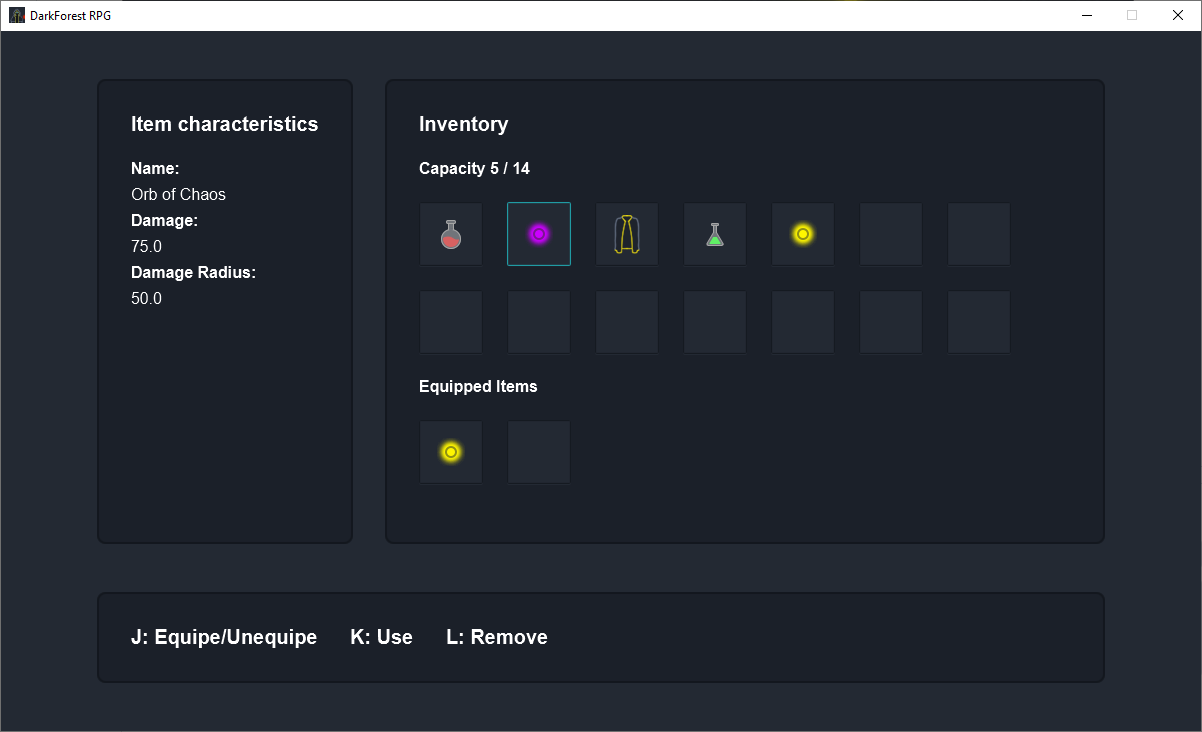 DarkForest RPG
Item characteristics
Name:
Orb of Chaos
Damage:
75.0
Damage Radius:
50.0
Inventory
Capacity 5 / 14
Equipped Items
J: Equipe/Unequipe K: Use L: Remove